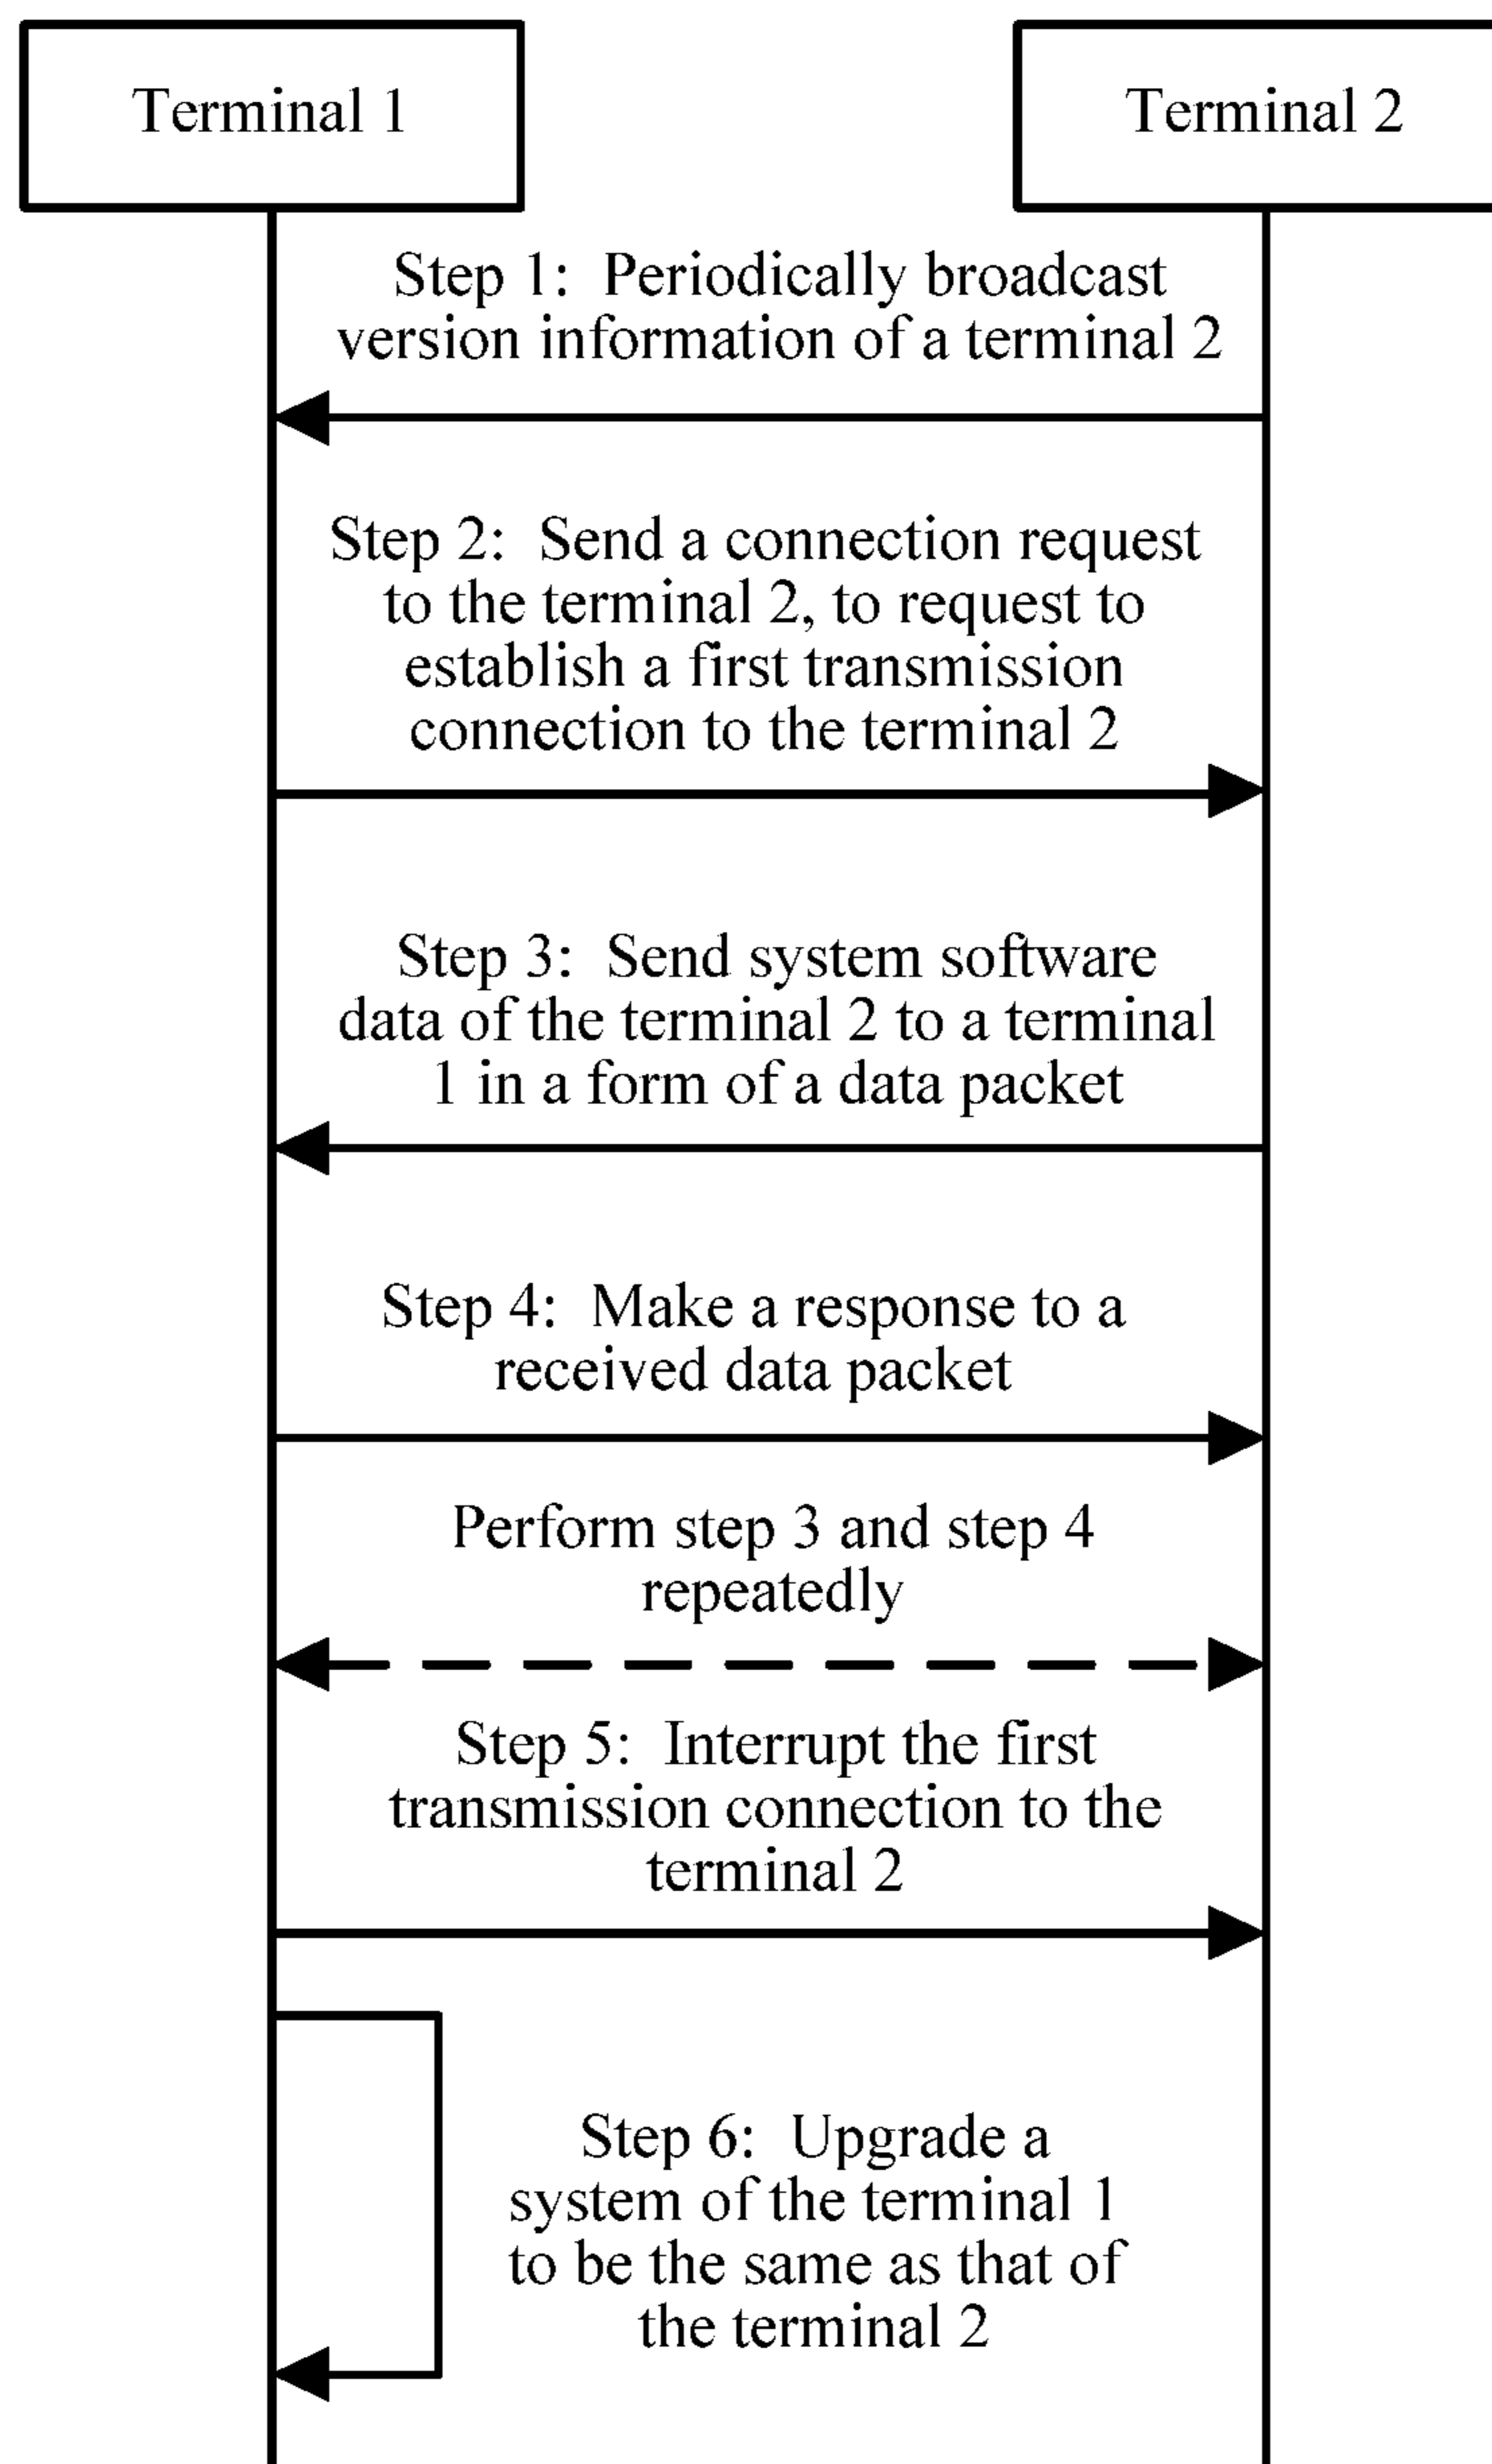 Terminal 1
Terminal 2
Step 1: Periodically broadcast
version information of a terminal 2
Step 2: Send a connection request
to the terminal 2, to request to
establish a first transmission
connection to the terminal 2
Step 3: Send system software
data of the terminal 2 to a terminal
1 in a form of a data packet
Step 4: Make a response to a
received data packet
Perform step 3 and step 4
repeatedly
Step 5: Interrupt the first
transmission connection to the
terminal 2
Step 6: Upgrade a
system of the terminal 1
to be the same as that of
the terminal 2